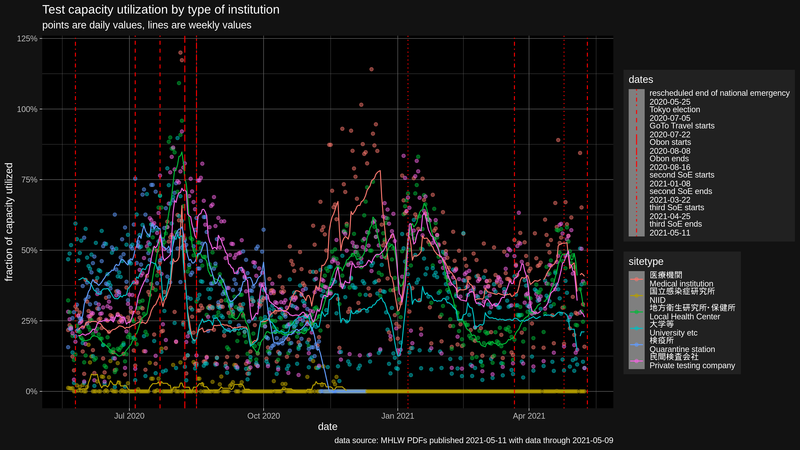 Test capacity utilization by type of institution
points are daily values, lines are weekly values
125%
100%
75%
50%
25%
0%
fraction of capacity utilized
Jul 2020
Oct 2020
Jan 2021
Apr 2021
date
data source: MHLW PDFs published 2021-05-11 with data through 2021-05-09
dates
rescheduled end of national emergency
2020-05-25
Tokyo election
2020-07-05
GoTo Travel starts
2020-07-22
Obon starts
2020-08-08
Obon ends
2020-08-16
second SoE starts
2021-01-08
second SoE ends
2021-03-22
third SoE starts
2021-04-25
third SoE ends
2021-05-11
sitetype
医療機関
Medical institution
国立感染症研究所
NIID
地方衛生研究所・保健所
Local Health Center
大学等
University etc
検疫所
Quarantine station
民間検査会社
Private testing company